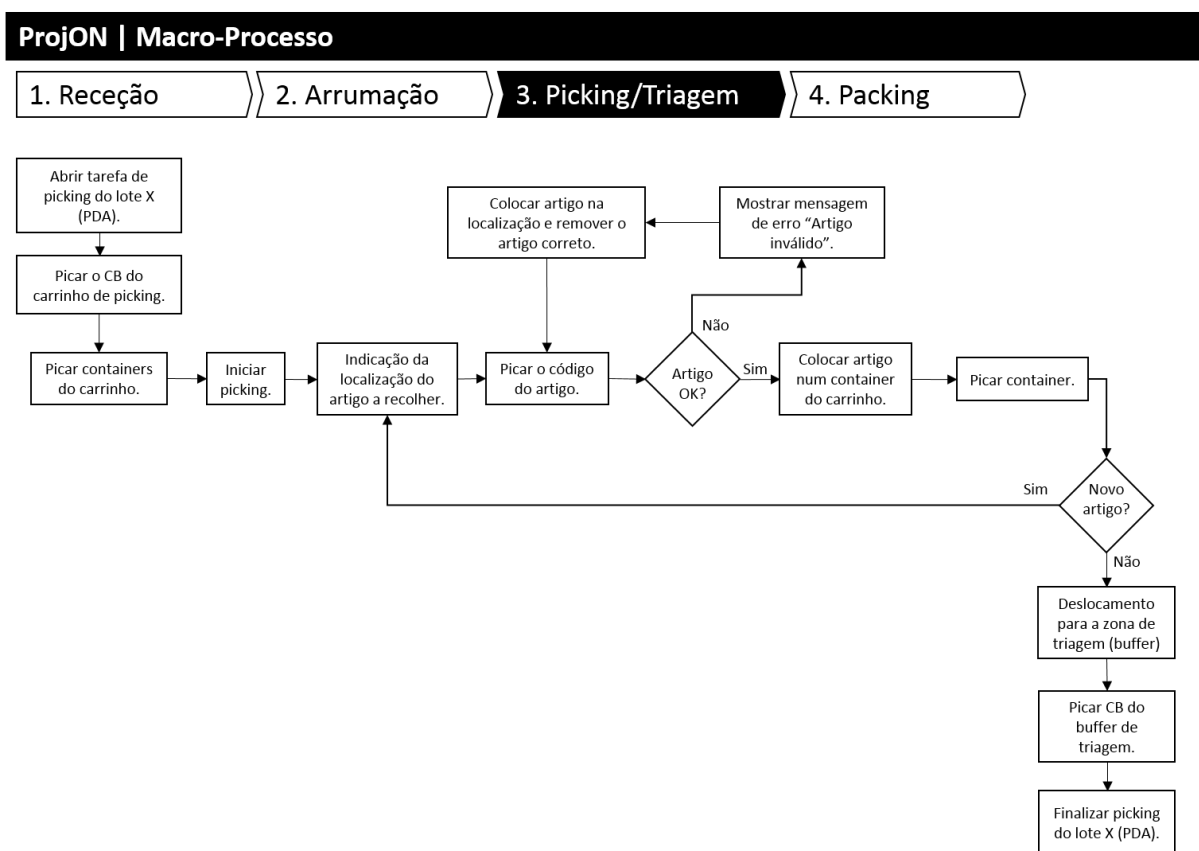 ProjON | Macro-Processo
1. Receção
2. Arrumação
3. Picking/Triagem
4. Packing
Abrir tarefa de
picking do lote X
(PDA).
Picar o CB do
carrinho de picking.
Picar containers
do carrinho.
Iniciar
picking.
Indicação da
localização do
artigo a recolher.
Colocar artigo na
localização e remover o
artigo correto.
Mostrar mensagem
de erro “Artigo
inválido”.
Picar o código
do artigo.
Não
Artigo
OK?
Sim
Colocar artigo
num container
do carrinho.
Picar container.
Sim
Novo
artigo?
Não
Deslocamento
para a zona de
triagem (buffer)
Picar CB do
buffer de
triagem.
Finalizar picking
do lote X (PDA).